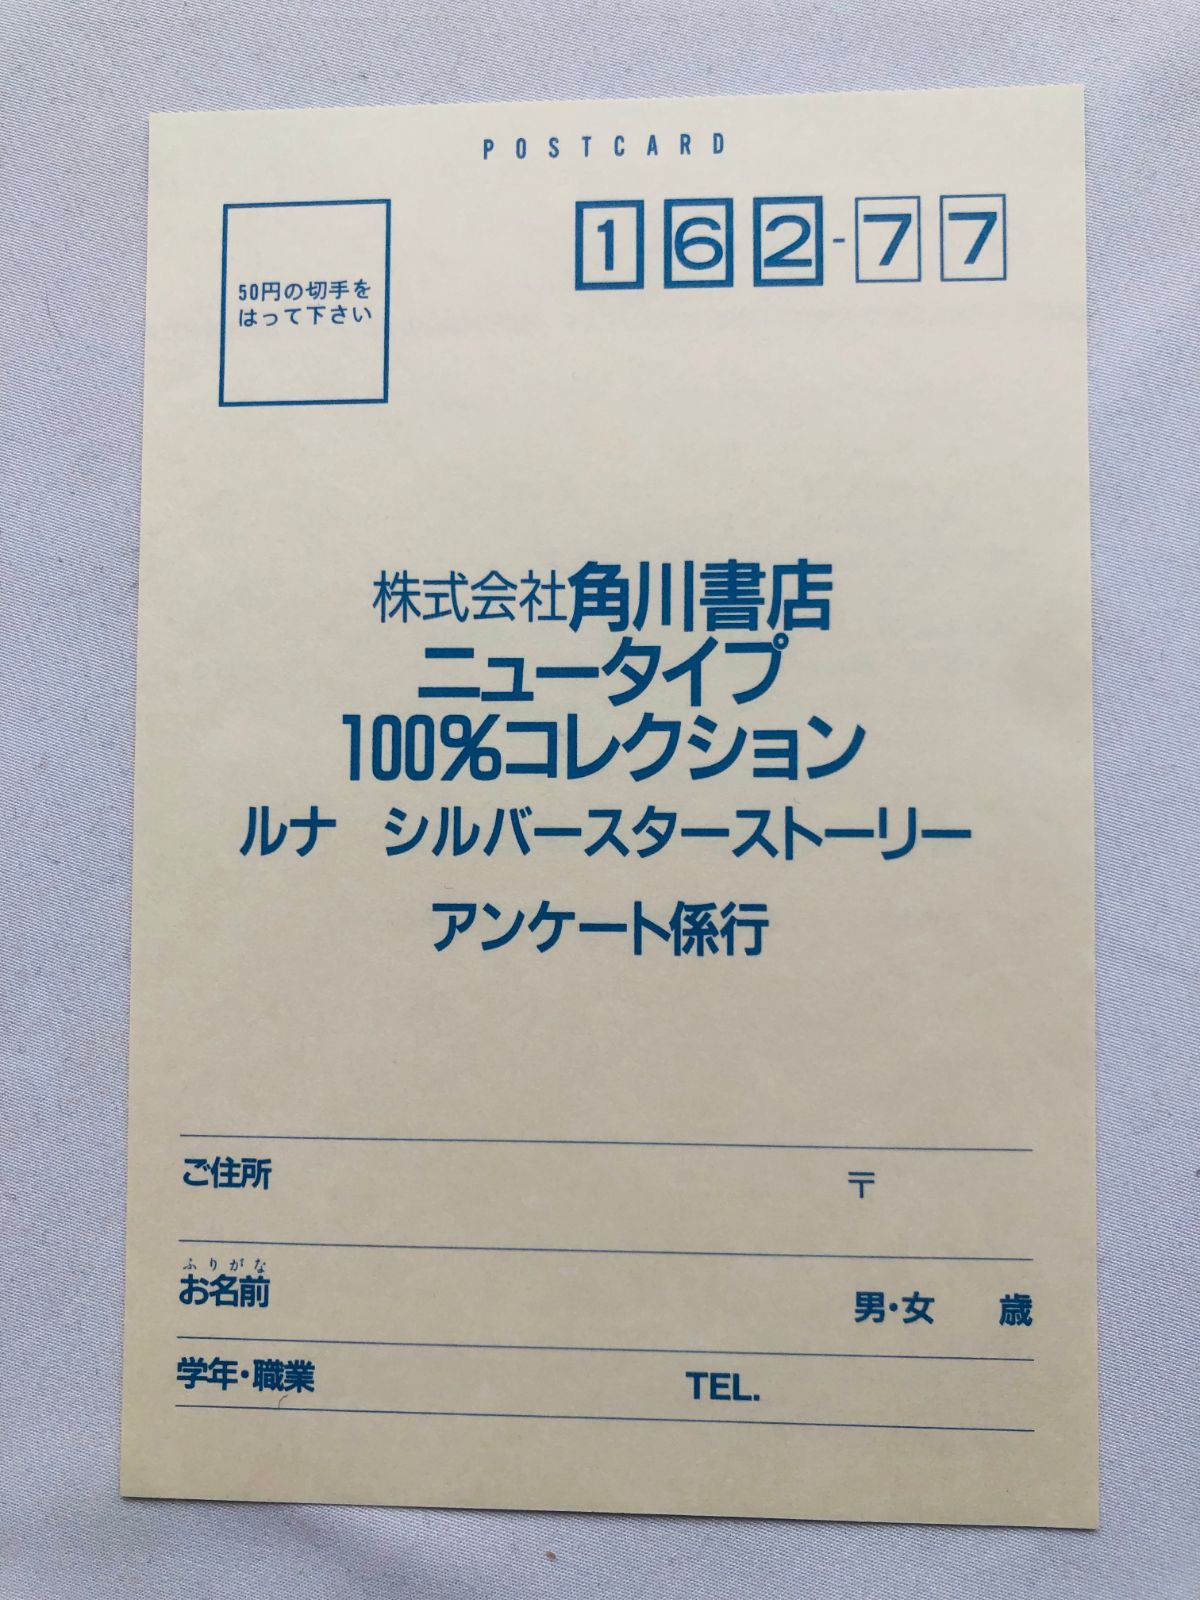 POSTCARD
162-77
50円の切手を
はって下さい
株式会社角川書店
ニュータイプ
100%コレクション
ルナ　シルバースターストーリー
アンケート係行
ご住所　〒
ふりがな
お名前　男・女　歳
学年・職業　TEL.